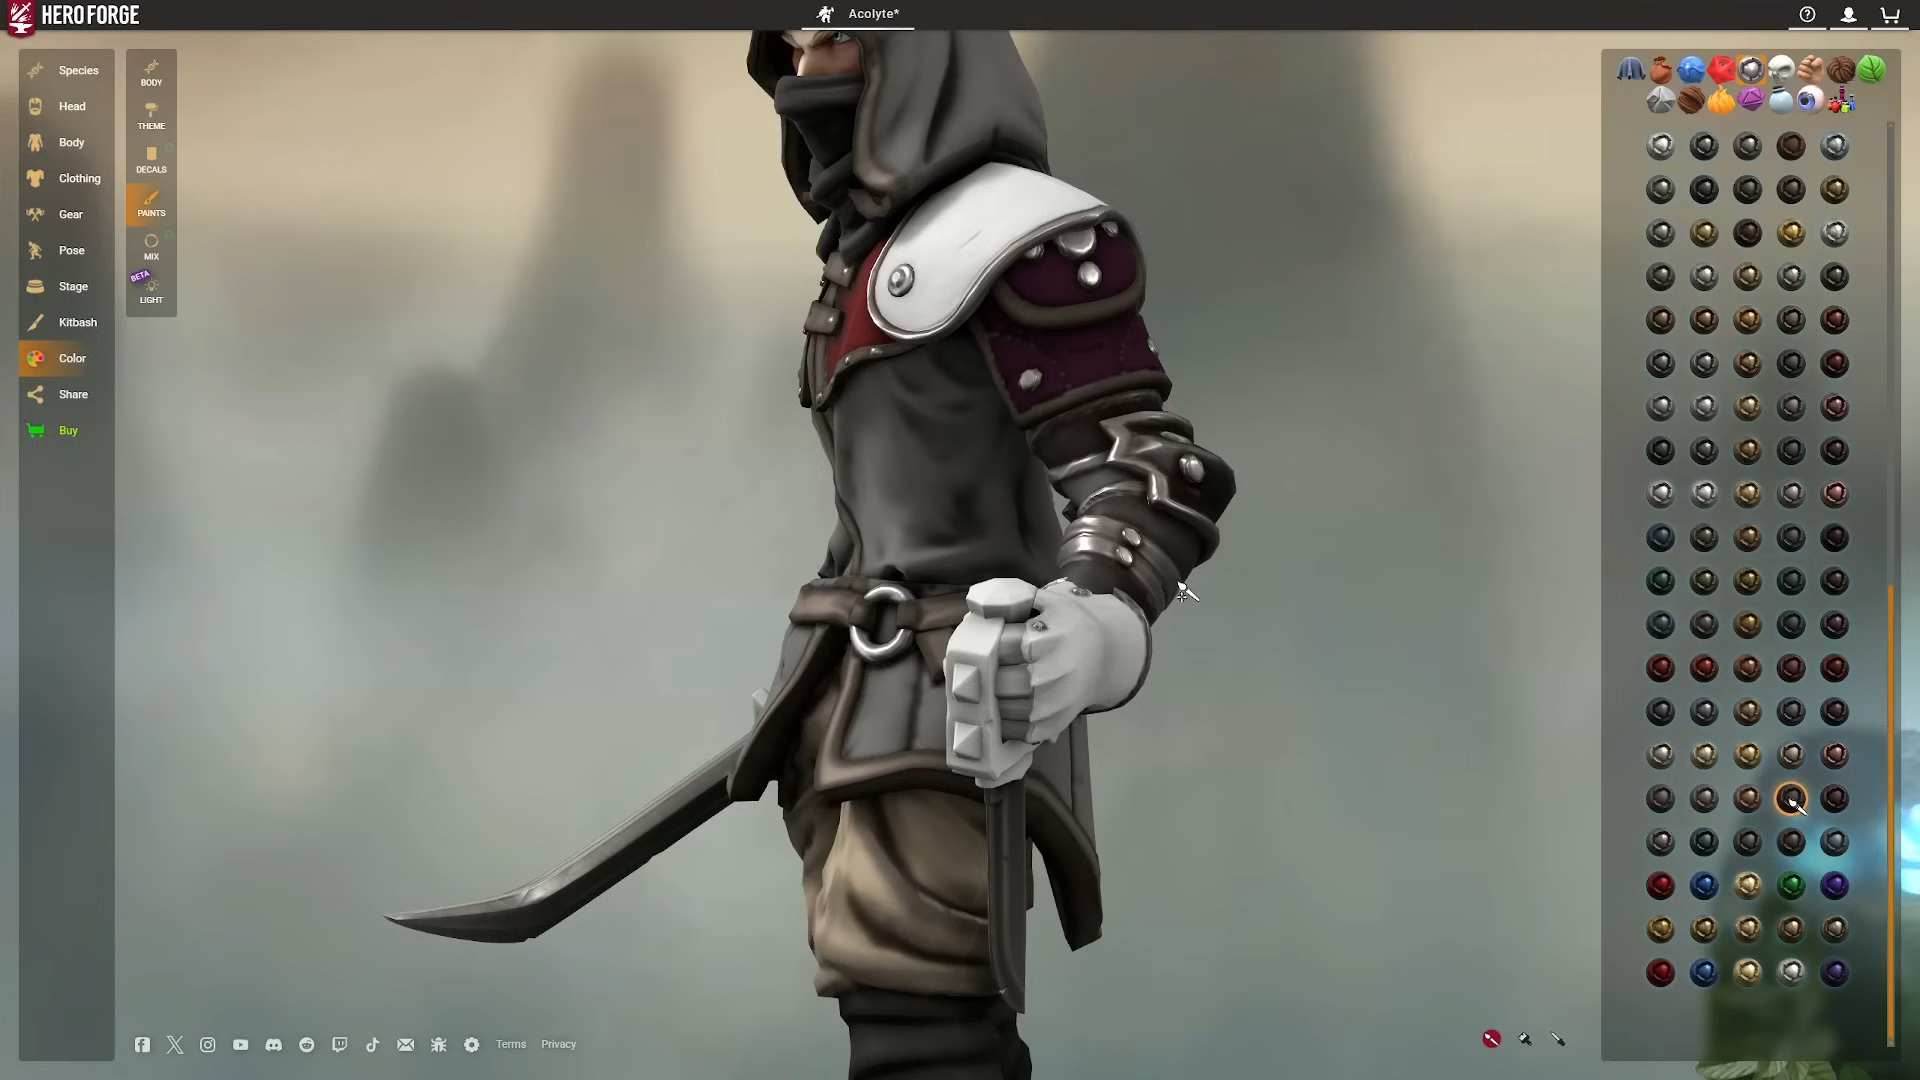 HERO FORGE
Acolyte*
Species
Head
Body
Clothing
Gear
Pose
Stage
Kitbash
Color
Share
Buy
BODY
THEME
DECALS
PAINTS
MIX
BETA
LIGHT
Terms
Privacy